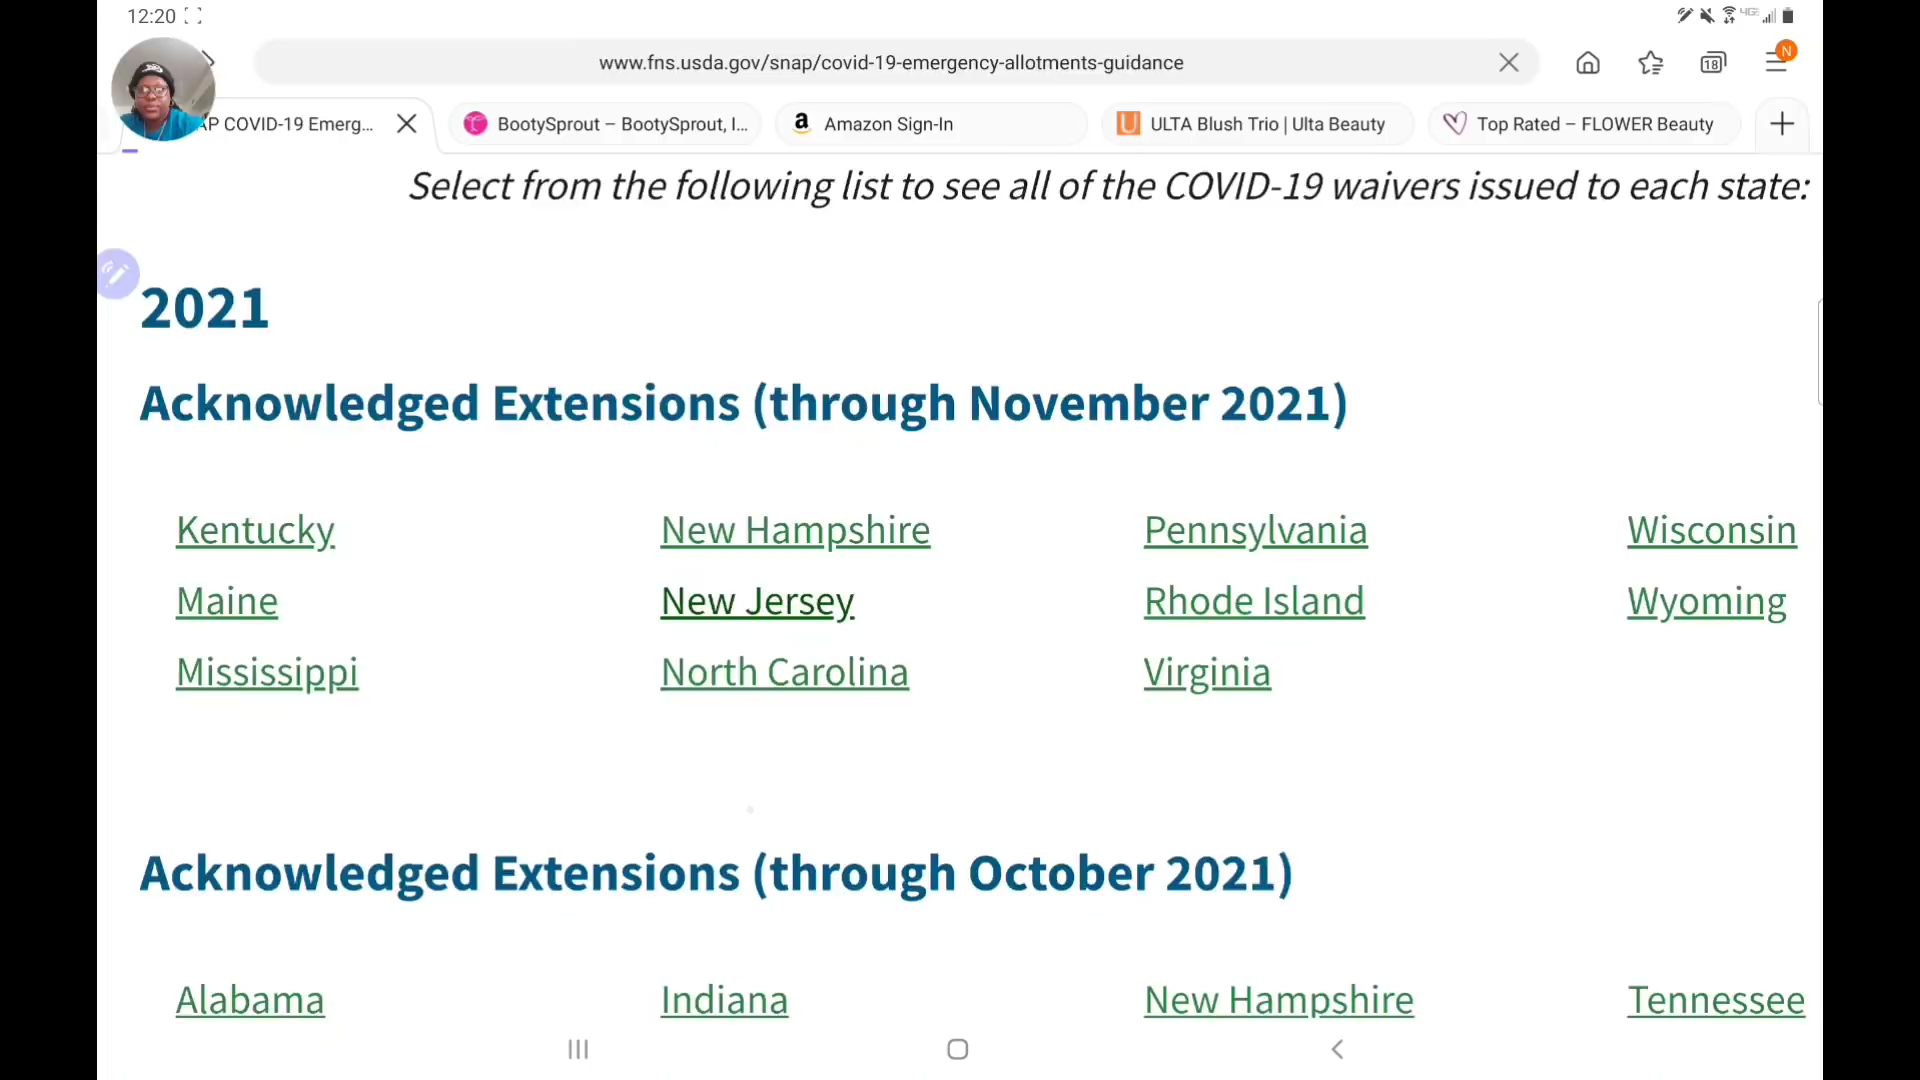 12:20
4GE
www.fns.usda.gov/snap/covid-19-emergency-allotments-guidance
18
N
AP COVID-19 Emerg...
BootySprout – BootySprout, I...
a
Amazon Sign-In
U
ULTA Blush Trio | Ulta Beauty
Top Rated – FLOWER Beauty
Select from the following list to see all of the COVID-19 waivers issued to each state:
2021
Acknowledged Extensions (through November 2021)
Kentucky New Hampshire Pennsylvania Wisconsin
Maine New Jersey Rhode Island Wyoming
Mississippi North Carolina Virginia
Acknowledged Extensions (through October 2021)
Alabama Indiana New Hampshire Tennessee